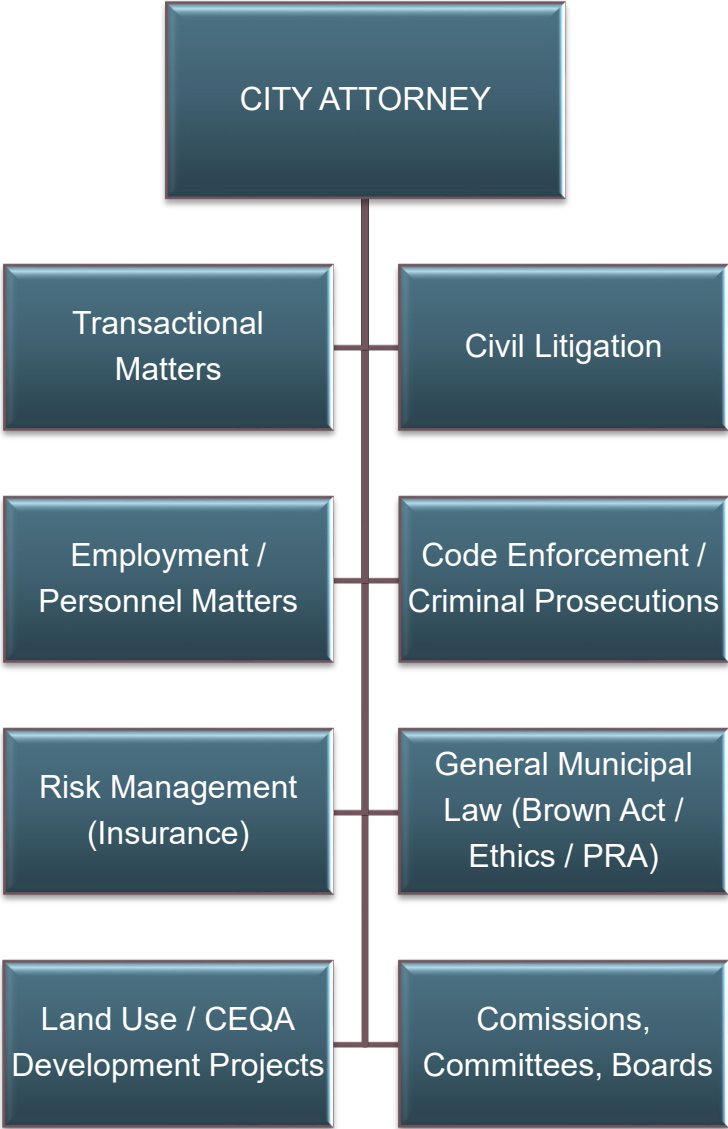 CITY ATTORNEY
Transactional
Matters
Civil Litigation
Employment /
Personnel Matters
Code Enforcement /
Criminal Prosecutions
Risk Management
(Insurance)
General Municipal
Law (Brown Act /
Ethics / PRA)
Land Use / CEQA
Development Projects
Comissions,
Committees, Boards